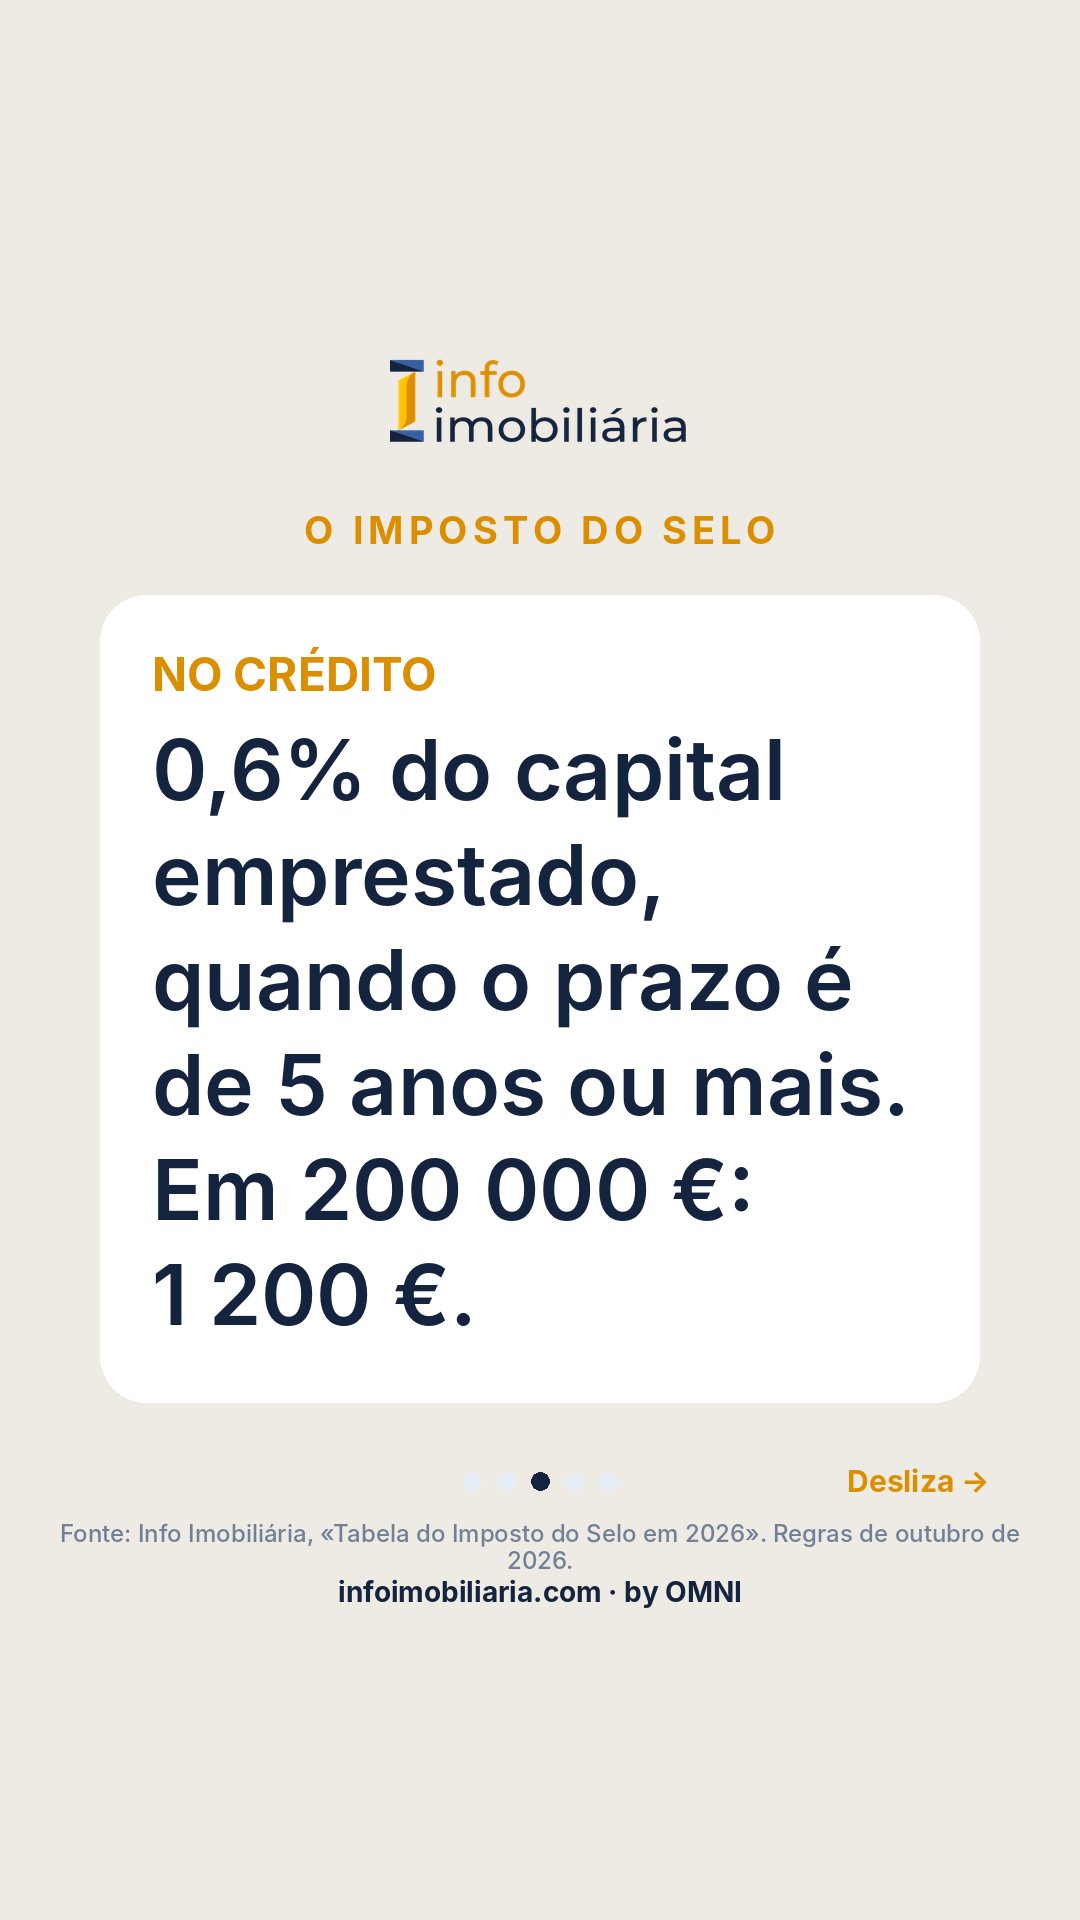 info
imobiliária
O IMPOSTO DO SELO
NO CRÉDITO
0,6% do capital
emprestado,
quando o prazo é
de 5 anos ou mais.
Em 200 000 €:
1 200 €.
Desliza →
Fonte: Info Imobiliária, «Tabela do Imposto do Selo em 2026». Regras de outubro de
2026.
infoimobiliaria.com · by OMNI